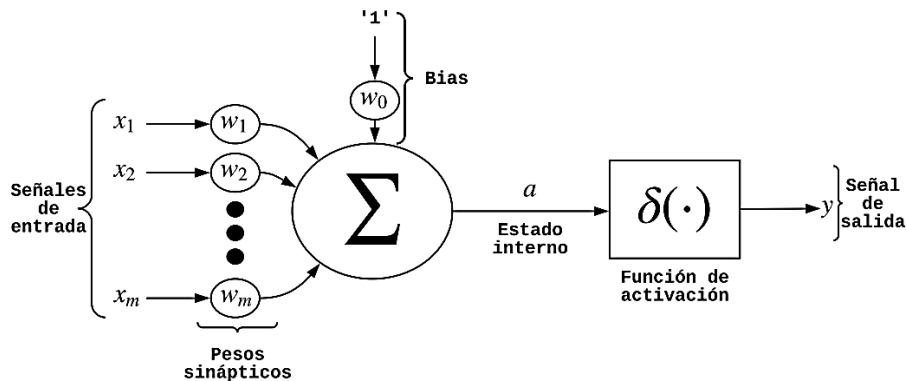 '1'
Bias
w0
Señales
de
entrada
x1
w1
x2
w2
xm
wm
Pesos
sinápticos
Σ
a
Estado
interno
δ(·)
Función de
activación
y
Señal
de
salida